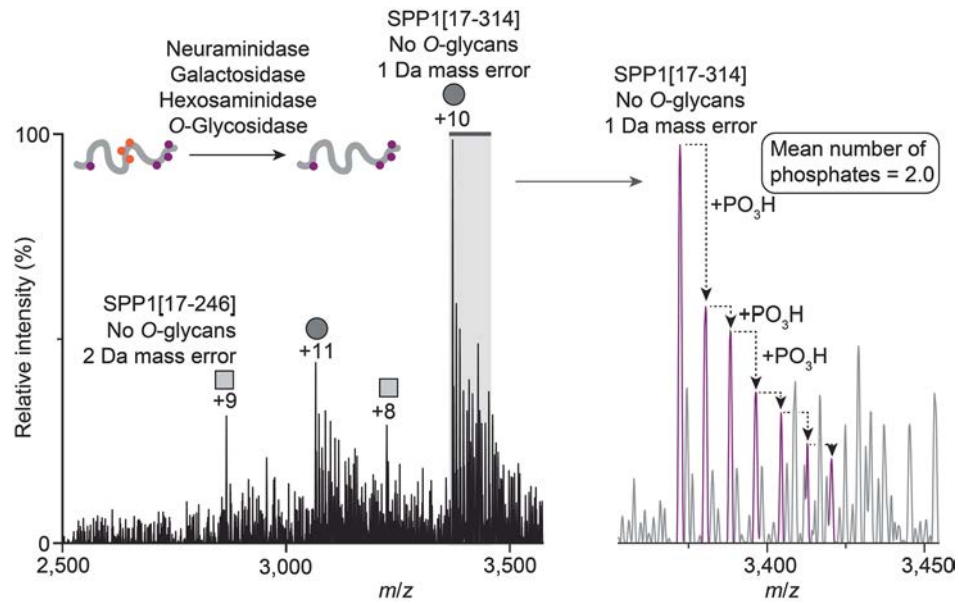 SPP1[17-314]
No O-glycans
1 Da mass error
+10
Neuraminidase
Galactosidase
Hexosaminidase
O-Glycosidase
SPP1[17-314]
No O-glycans
1 Da mass error
Mean number of
phosphates = 2.0
+PO₃H
+PO₃H
+PO₃H
100
Relative intensity (%)
0
SPP1[17-246]
No O-glycans
2 Da mass error
+9
+11
+8
2,500
3,000
3,500
m/z
3,400
3,450
m/z